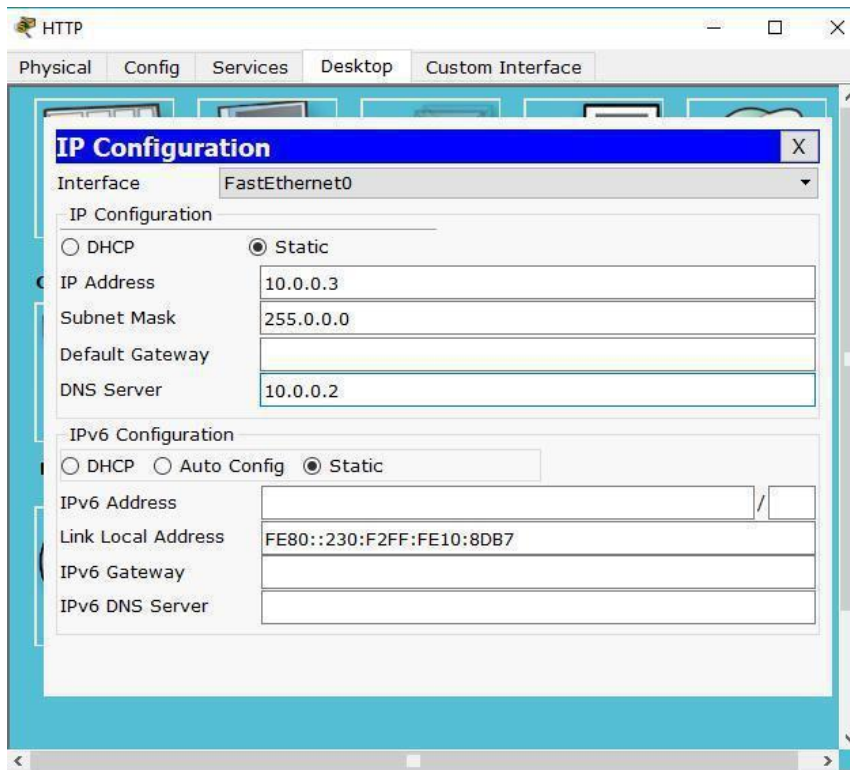 HTTP
Physical Config Services Desktop Custom Interface
IP Configuration X
Interface FastEthernet0
IP Configuration
DHCP Static
IP Address 10.0.0.3
Subnet Mask 255.0.0.0
Default Gateway
DNS Server 10.0.0.2
IPv6 Configuration
DHCP Auto Config Static
IPv6 Address /
Link Local Address FE80::230:F2FF:FE10:8DB7
IPv6 Gateway
IPv6 DNS Server